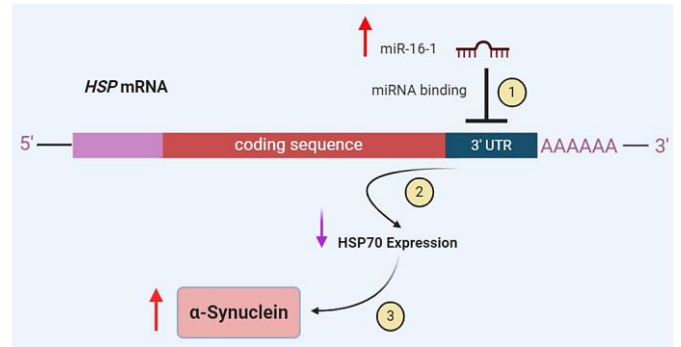 miR-16-1
HSP mRNA
miRNA binding
1
5'
coding sequence
3' UTR
AAAAAA
3'
2
HSP70 Expression
α-Synuclein
3